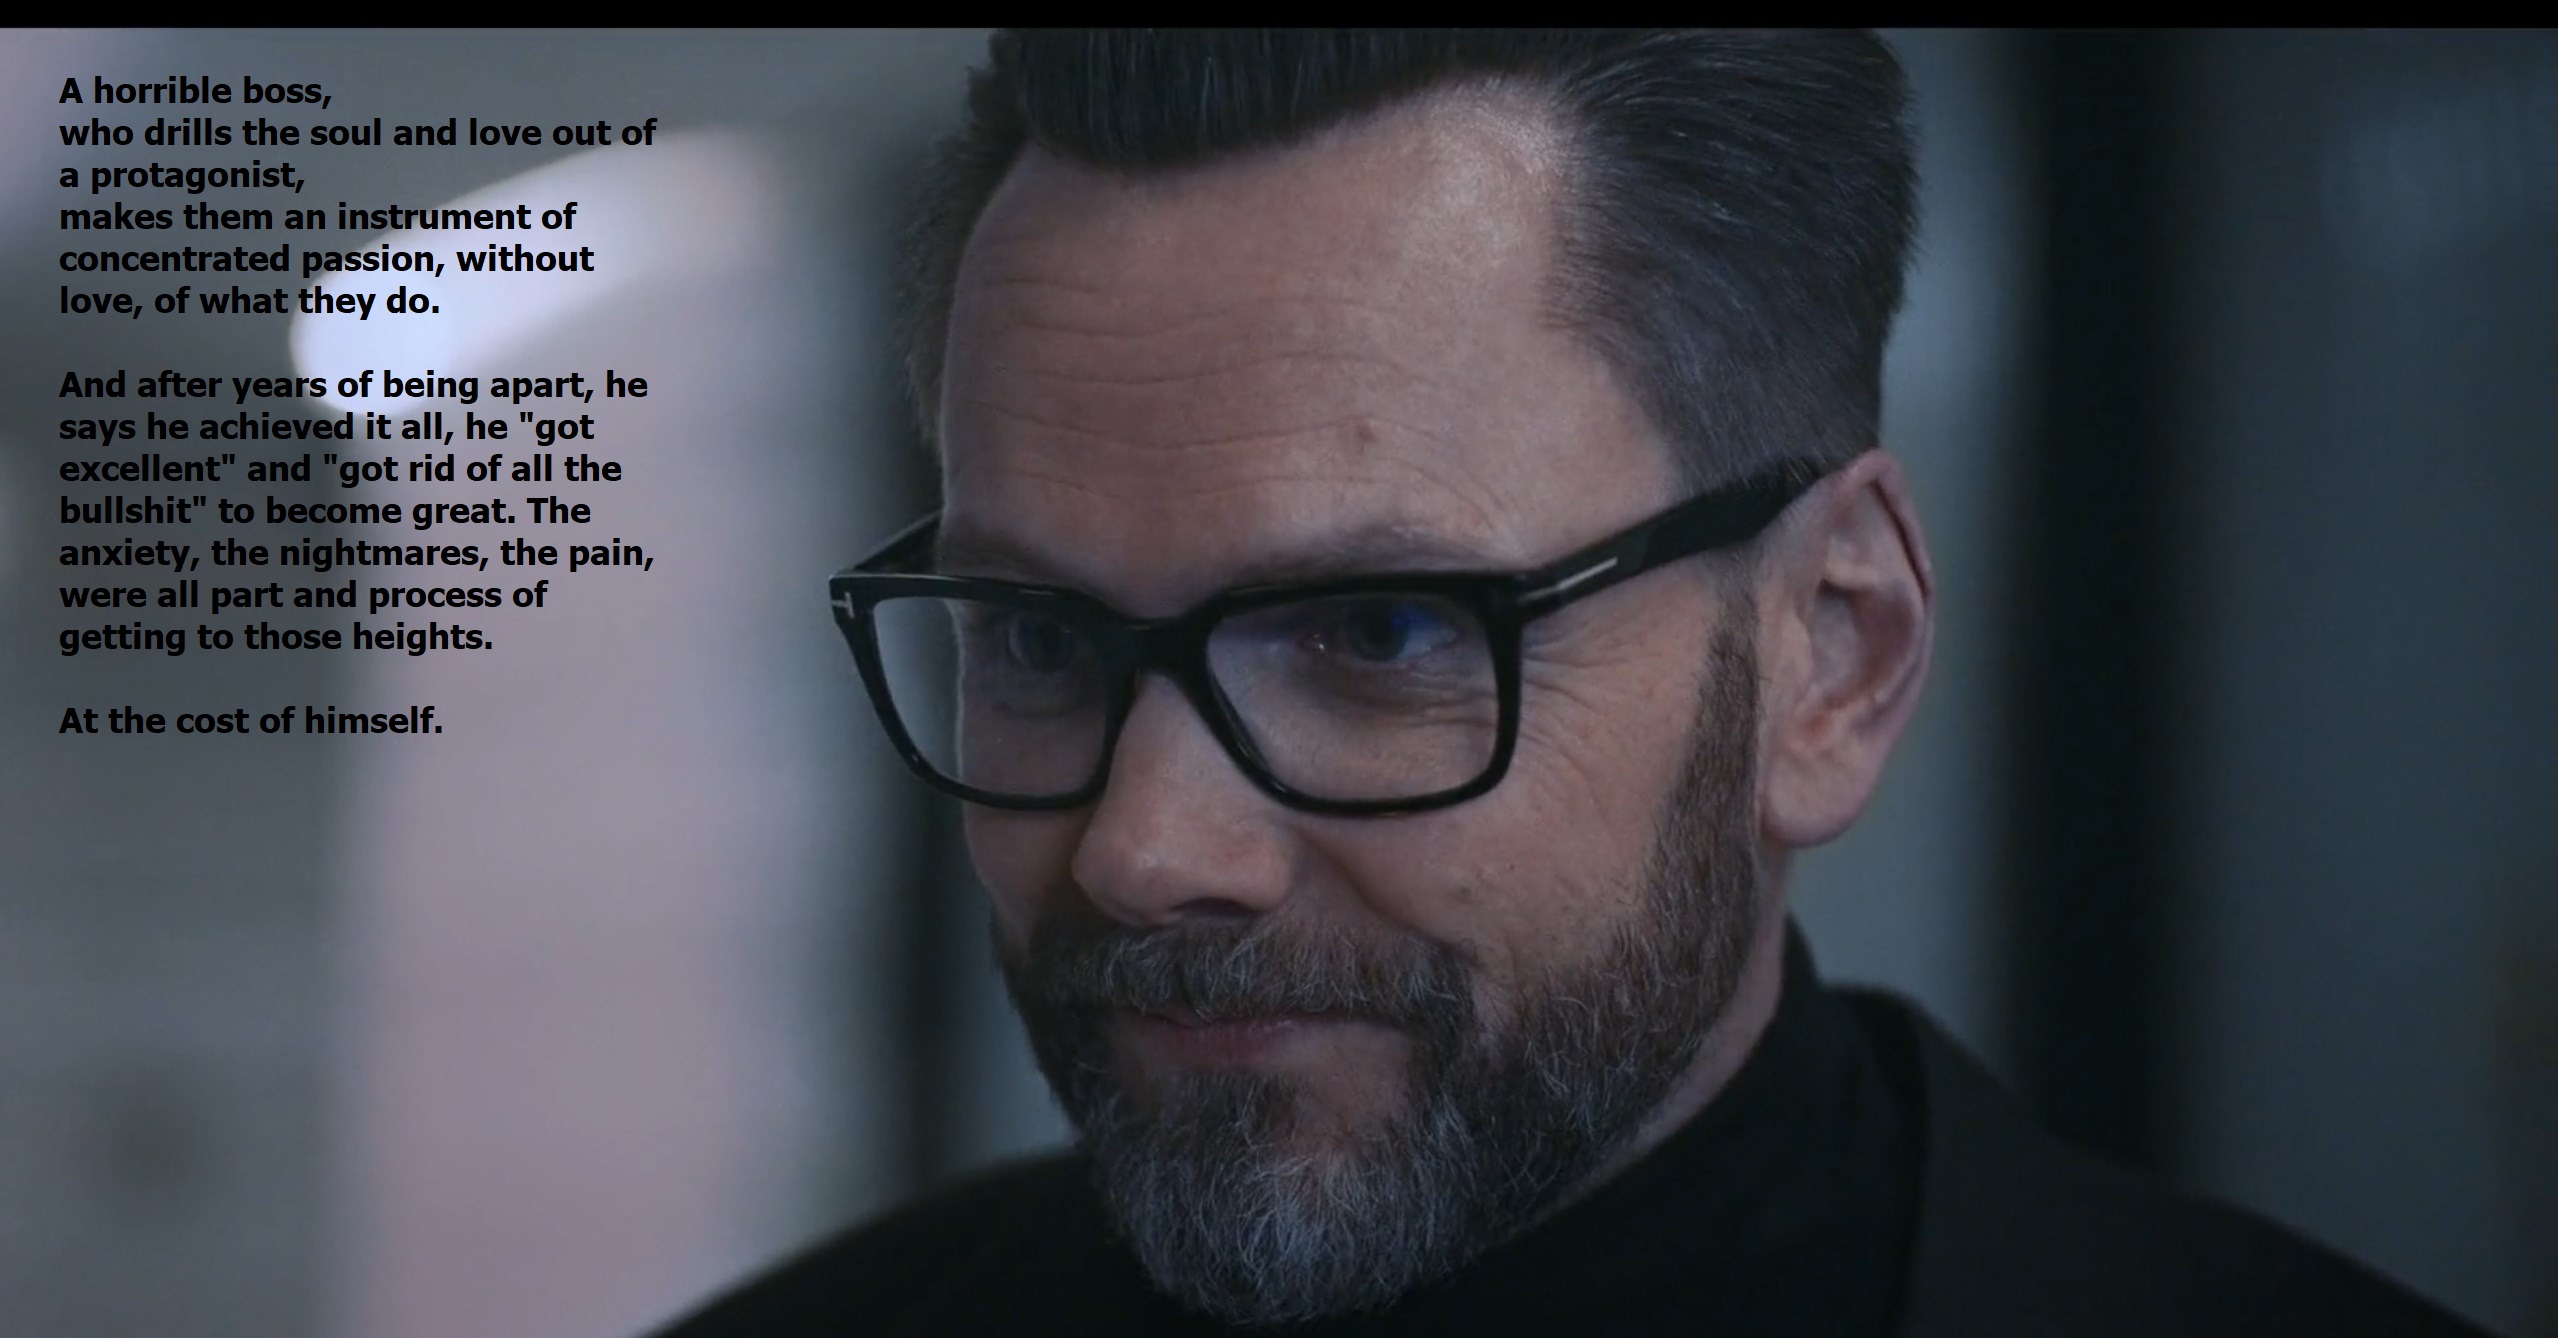 A horrible boss,
who drills the soul and love out of
a protagonist,
makes them an instrument of
concentrated passion, without
love, of what they do.
And after years of being apart, he
says he achieved it all, he "got
excellent" and "got rid of all the
bullshit" to become great. The
anxiety, the nightmares, the pain,
were all part and process of
getting to those heights.
At the cost of himself.